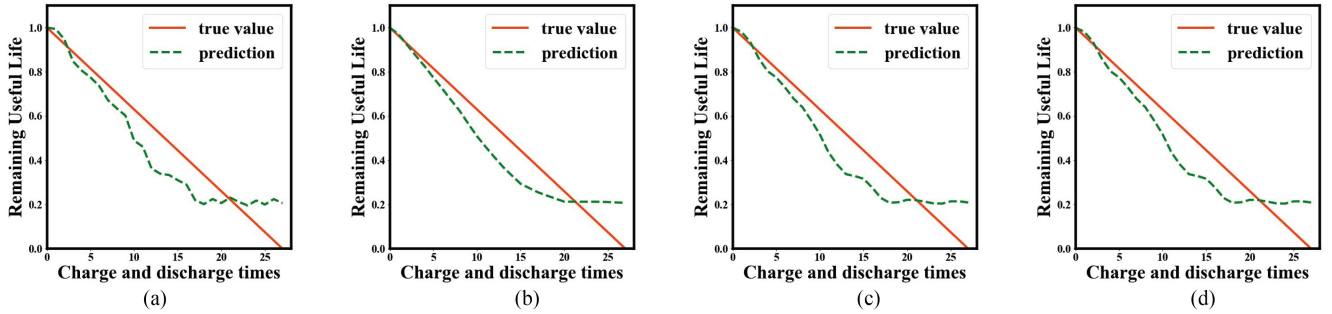 true value
prediction
Remaining Useful Life
1.0
0.8
0.6
0.4
0.2
0.0
0 5 10 15 20 25
Charge and discharge times
(a)
true value
prediction
Remaining Useful Life
1.0
0.8
0.6
0.4
0.2
0.0
0 5 10 15 20 25
Charge and discharge times
(b)
true value
prediction
Remaining Useful Life
1.0
0.8
0.6
0.4
0.2
0.0
0 5 10 15 20 25
Charge and discharge times
(c)
true value
prediction
Remaining Useful Life
1.0
0.8
0.6
0.4
0.2
0.0
0 5 10 15 20 25
Charge and discharge times
(d)